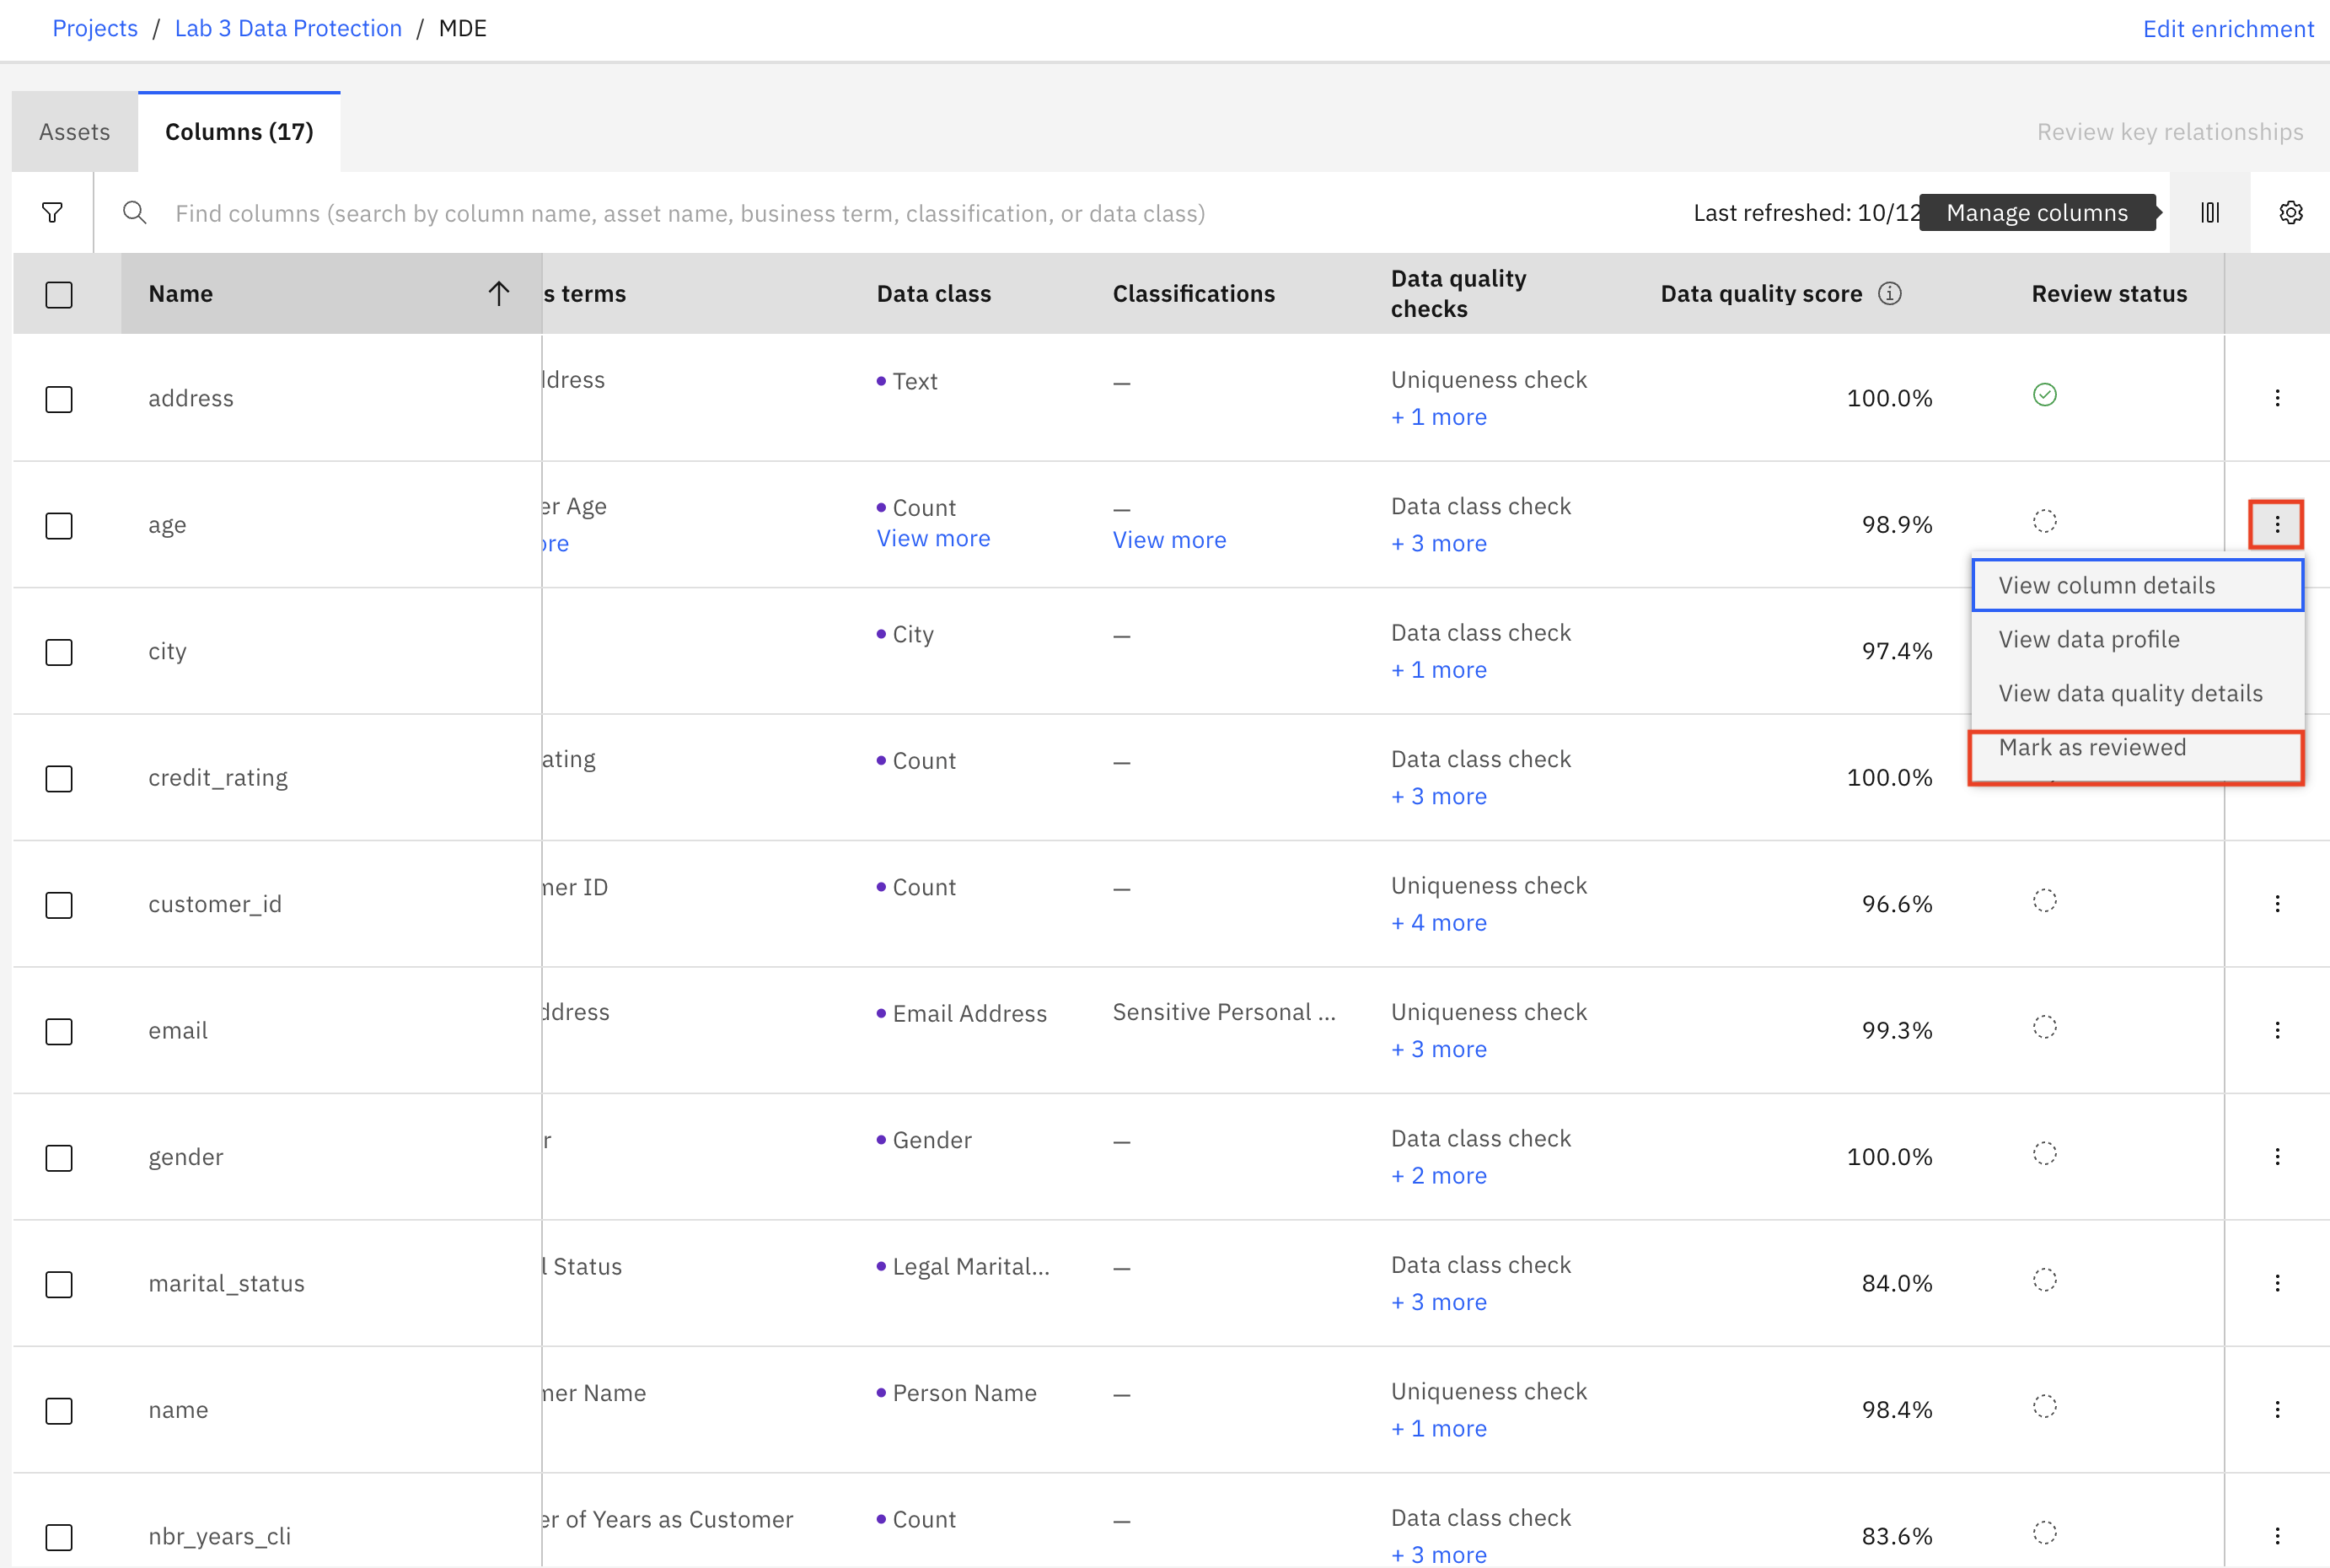 Projects / Lab 3 Data Protection / MDE
Edit enrichment
Assets
Columns (17)
Review key relationships
Find columns (search by column name, asset name, business term, classification, or data class)
Last refreshed: 10/12
Manage columns
Name
s terms
Data class
Classifications
Data quality
checks
Data quality score
Review status
address
Text
—
Uniqueness check
+ 1 more
100.0%
age
er Age
Count
View more
—
View more
Data class check
+ 3 more
98.9%
View column details
View data profile
View data quality details
Mark as reviewed
city
City
—
Data class check
+ 1 more
97.4%
credit_rating
ating
Count
—
Data class check
+ 3 more
100.0%
customer_id
mer ID
Count
—
Uniqueness check
+ 4 more
96.6%
email
ddress
Email Address
Sensitive Personal ...
Uniqueness check
+ 3 more
99.3%
gender
r
Gender
—
Data class check
+ 2 more
100.0%
marital_status
l Status
Legal Marital...
—
Data class check
+ 3 more
84.0%
name
mer Name
Person Name
—
Uniqueness check
+ 1 more
98.4%
nbr_years_cli
er of Years as Customer
Count
—
Data class check
+ 3 more
83.6%